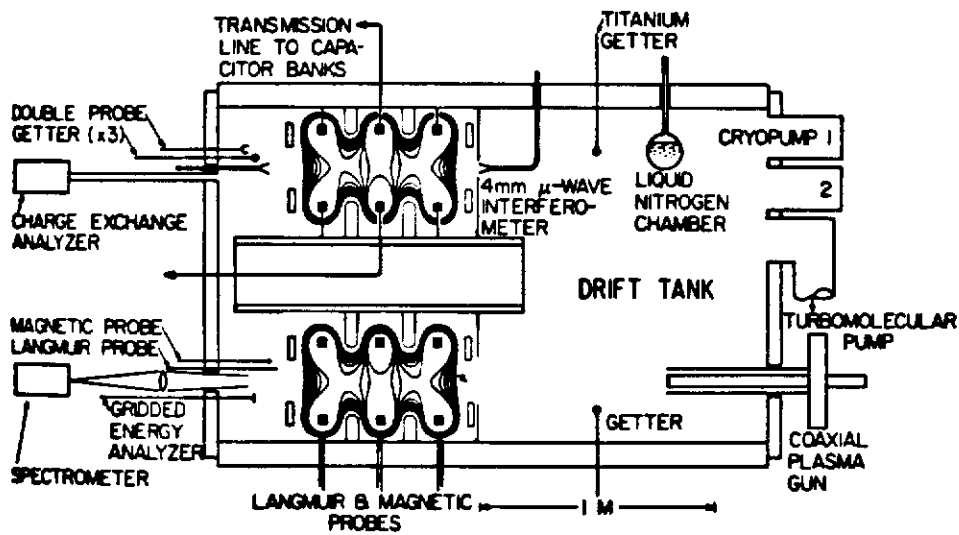 TRANSMISSION
LINE TO CAPA-
CITOR BANKS
TITANIUM
GETTER
DOUBLE PROBE
GETTER (x3)
CRYOPUMP 1
2
CHARGE EXCHANGE
ANALYZER
4mm μ-WAVE
INTERFERO-
METER
LIQUID
NITROGEN
CHAMBER
DRIFT TANK
TURBOMOLECULAR
PUMP
MAGNETIC PROBE
LANGMUIR PROBE
GRIDDED
ENERGY
ANALYZER
SPECTROMETER
GETTER
COAXIAL
PLASMA
GUN
LANGMUIR & MAGNETIC
PROBES
1 M